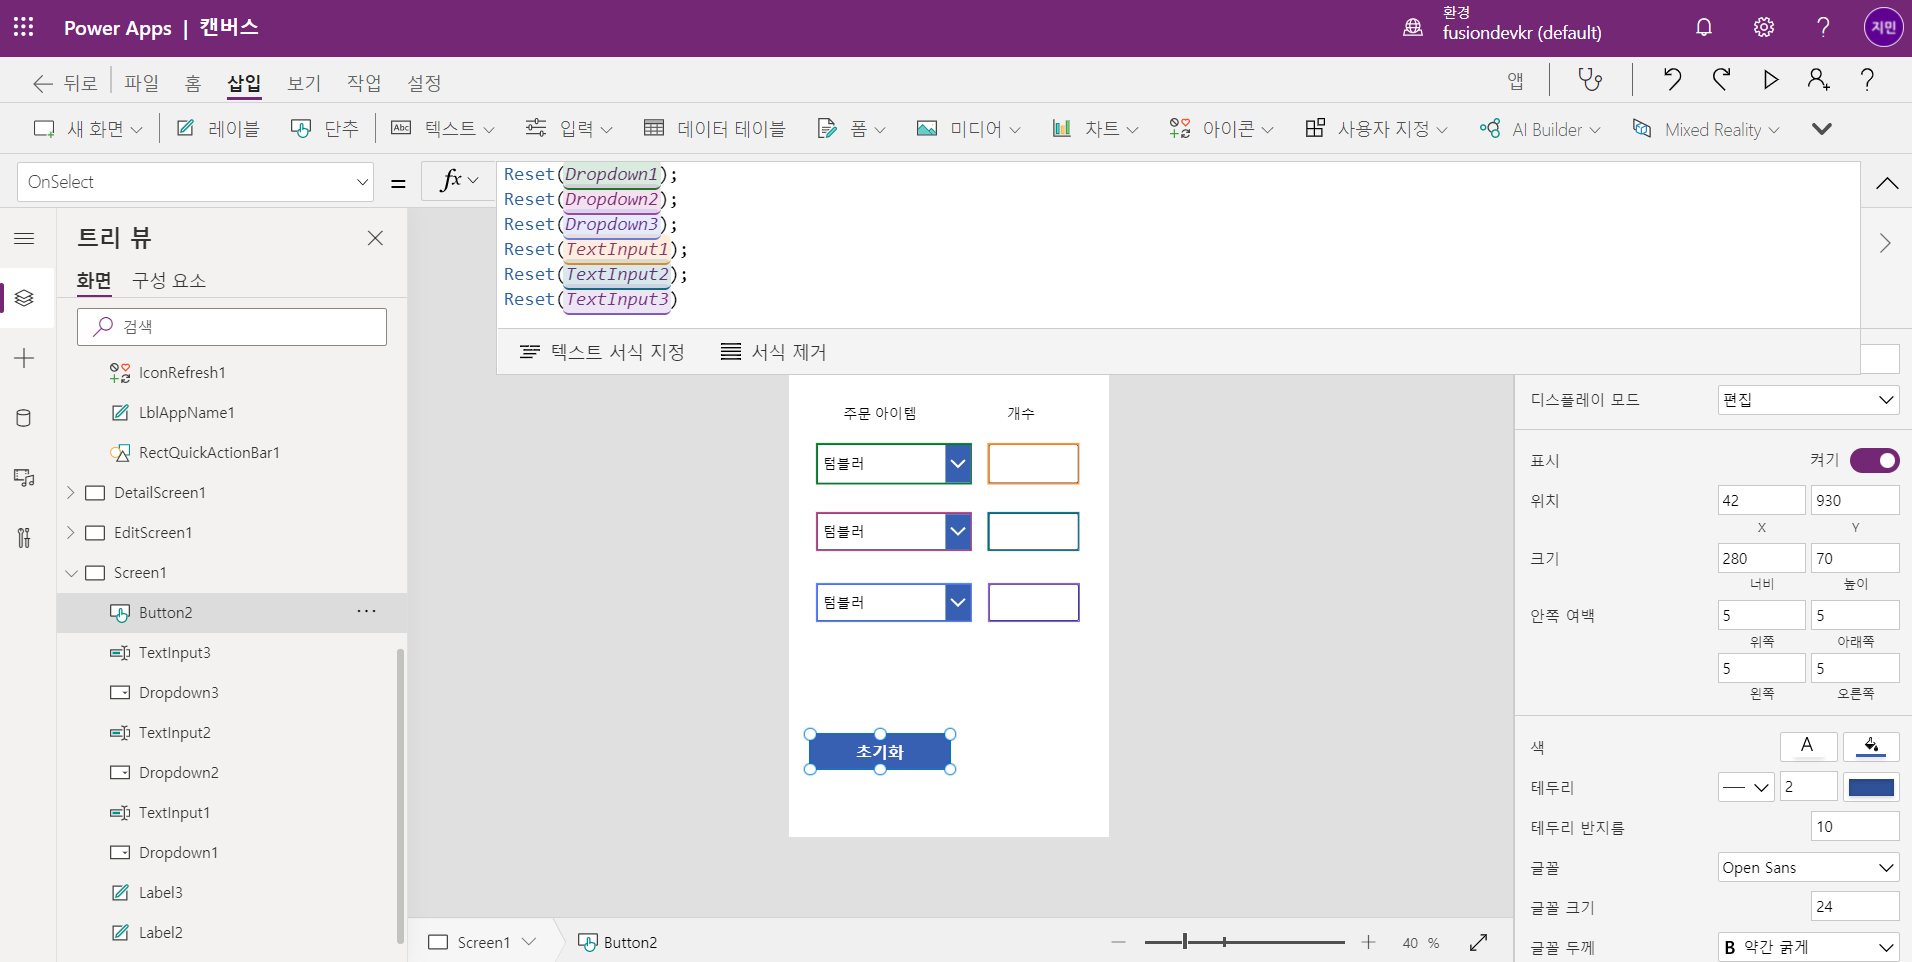 Power Apps | 캔버스
환경
fusiondevkr (default)
지민
뒤로 파일 홈 삽입 보기 작업 설정 앱
새 화면 레이블 단추 Abc 텍스트 입력 데이터 테이블 폼 미디어 차트 아이콘 사용자 지정 AI Builder Mixed Reality
OnSelect = fx
Reset(Dropdown1);
Reset(Dropdown2);
Reset(Dropdown3);
Reset(TextInput1);
Reset(TextInput2);
Reset(TextInput3)
텍스트 서식 지정 서식 제거
트리 뷰
화면 구성 요소
검색
IconRefresh1
LblAppName1
RectQuickActionBar1
DetailScreen1
EditScreen1
Screen1
Button2 ...
TextInput3
Dropdown3
TextInput2
Dropdown2
TextInput1
Dropdown1
Label3
Label2
주문 아이템 개수
텀블러
텀블러
텀블러
초기화
디스플레이 모드 편집
표시 켜기
위치 42 930
X Y
크기 280 70
너비 높이
안쪽 여백 5 5
위쪽 아래쪽
5 5
왼쪽 오른쪽
색 A
테두리 2
테두리 반지름 10
글꼴 Open Sans
글꼴 크기 24
글꼴 두께 B 약간 굵게
Screen1 Button2 40 %